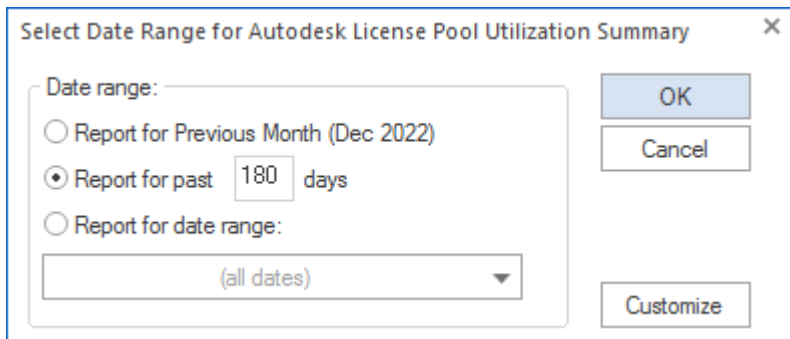 Select Date Range for Autodesk License Pool Utilization Summary
Date range:
OK
Report for Previous Month (Dec 2022)
Cancel
Report for past 180 days
Report for date range:
(all dates)
Customize